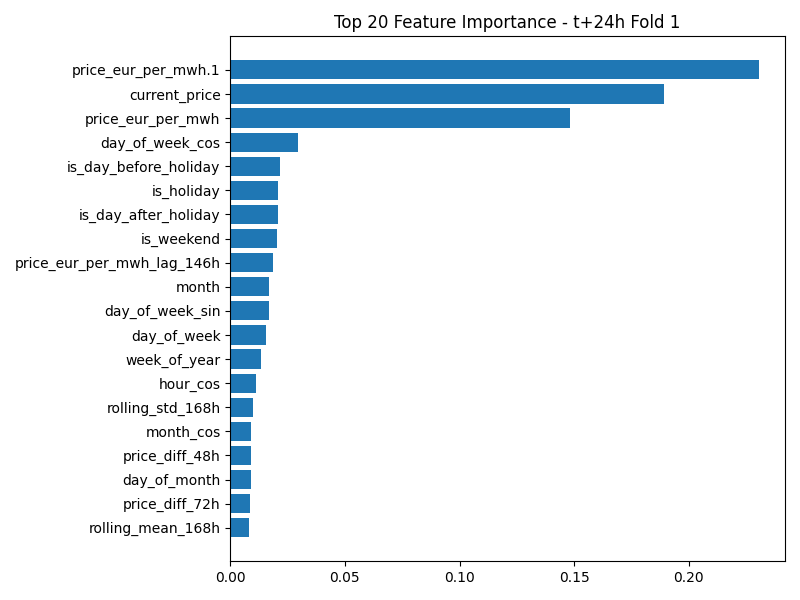 Top 20 Feature Importance - t+24h Fold 1
price_eur_per_mwh.1
current_price
price_eur_per_mwh
day_of_week_cos
is_day_before_holiday
is_holiday
is_day_after_holiday
is_weekend
price_eur_per_mwh_lag_146h
month
day_of_week_sin
day_of_week
week_of_year
hour_cos
rolling_std_168h
month_cos
price_diff_48h
day_of_month
price_diff_72h
rolling_mean_168h
0.00 0.05 0.10 0.15 0.20